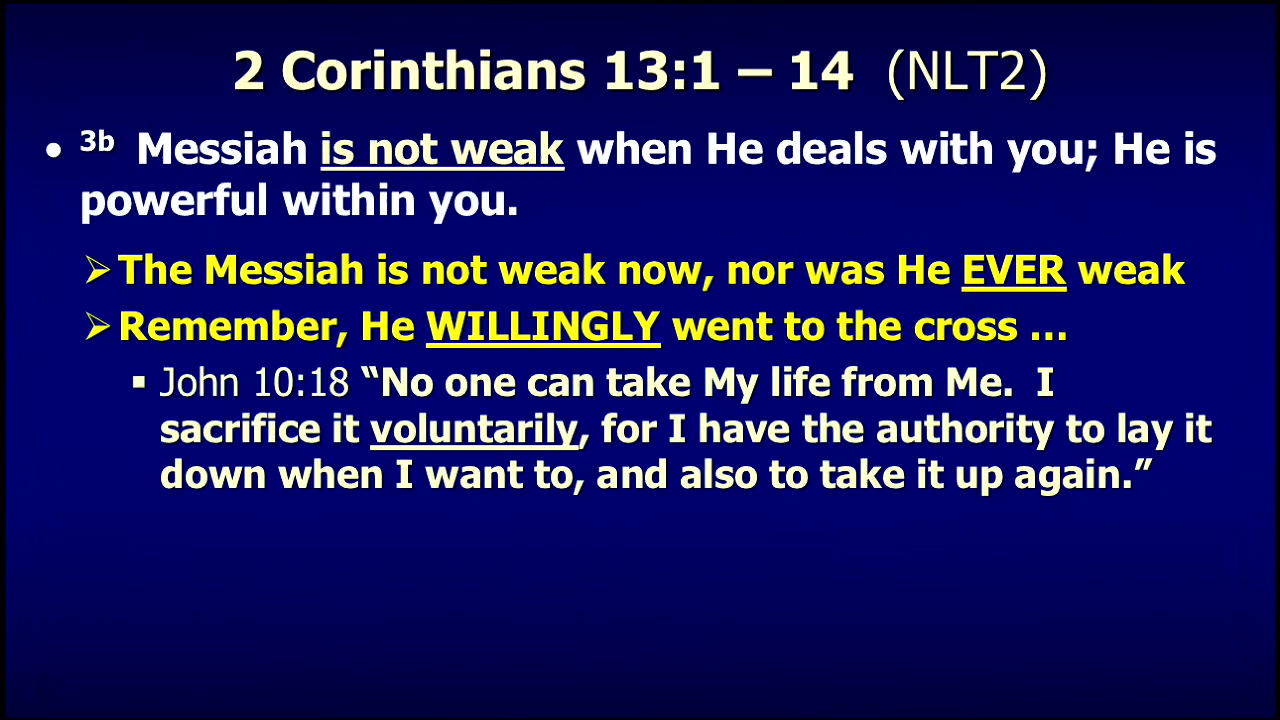 2 Corinthians 13:1 – 14 (NLT2)
• 3b Messiah is not weak when He deals with you; He is
powerful within you.
➢ The Messiah is not weak now, nor was He EVER weak
➢ Remember, He WILLINGLY went to the cross …
▪ John 10:18 “No one can take My life from Me. I
sacrifice it voluntarily, for I have the authority to lay it
down when I want to, and also to take it up again.”